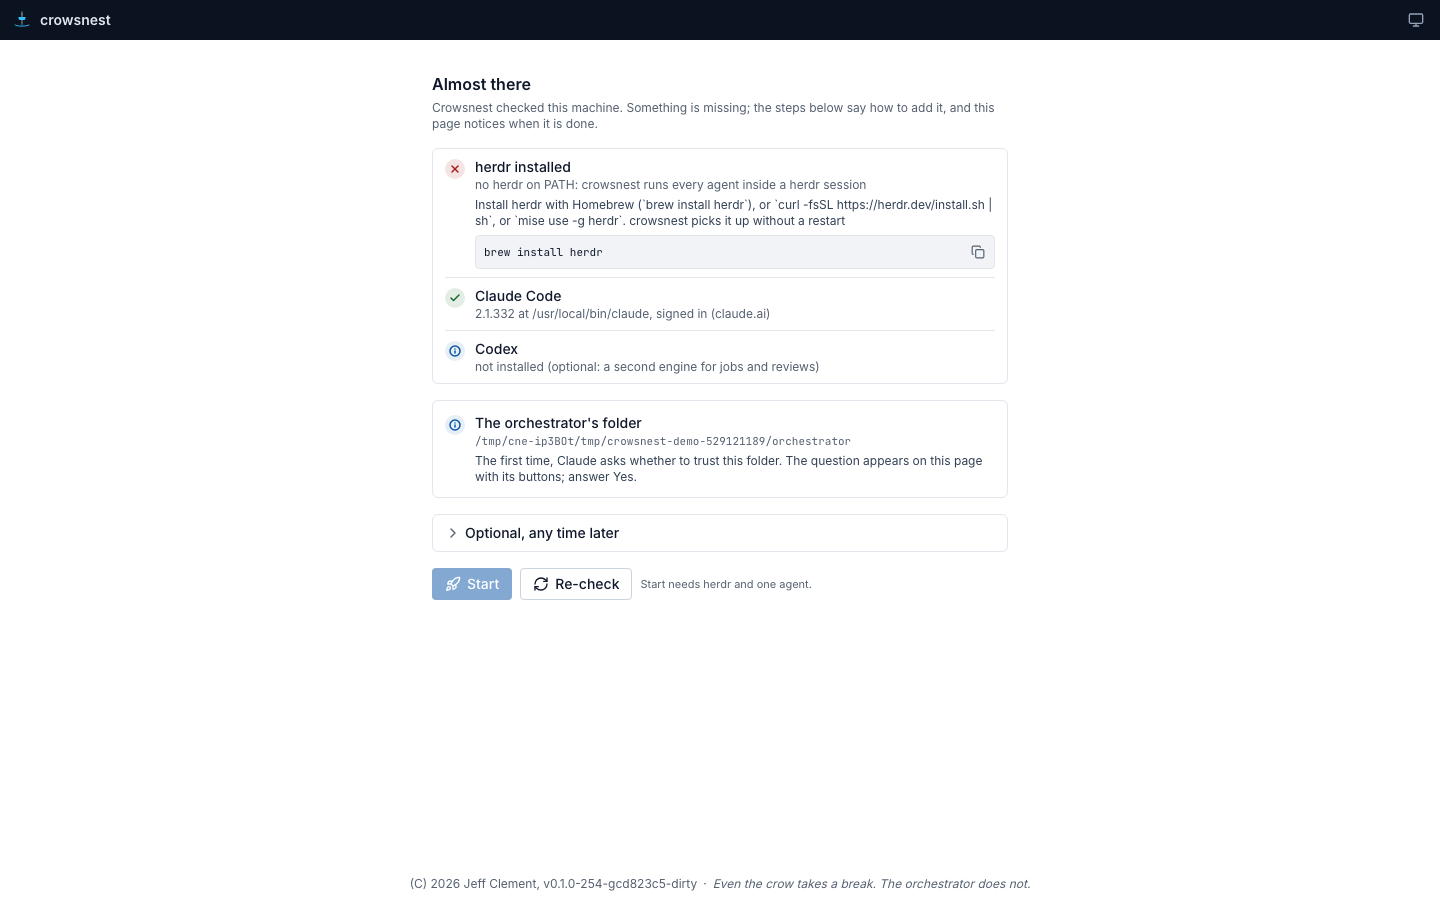 crowsnest
Almost there
Crowsnest checked this machine. Something is missing; the steps below say how to add it, and this
page notices when it is done.
herdr installed
no herdr on PATH: crowsnest runs every agent inside a herdr session
Install herdr with Homebrew (`brew install herdr`), or `curl -fsSL https://herdr.dev/install.sh |
sh`, or `mise use -g herdr`. crowsnest picks it up without a restart
brew install herdr
Claude Code
2.1.332 at /usr/local/bin/claude, signed in (claude.ai)
Codex
not installed (optional: a second engine for jobs and reviews)
The orchestrator's folder
/tmp/cne-ip3BOt/tmp/crowsnest-demo-529121189/orchestrator
The first time, Claude asks whether to trust this folder. The question appears on this page
with its buttons; answer Yes.
Optional, any time later
Start
Re-check
Start needs herdr and one agent.
(C) 2026 Jeff Clement, v0.1.0-254-gcd823c5-dirty · Even the crow takes a break. The orchestrator does not.